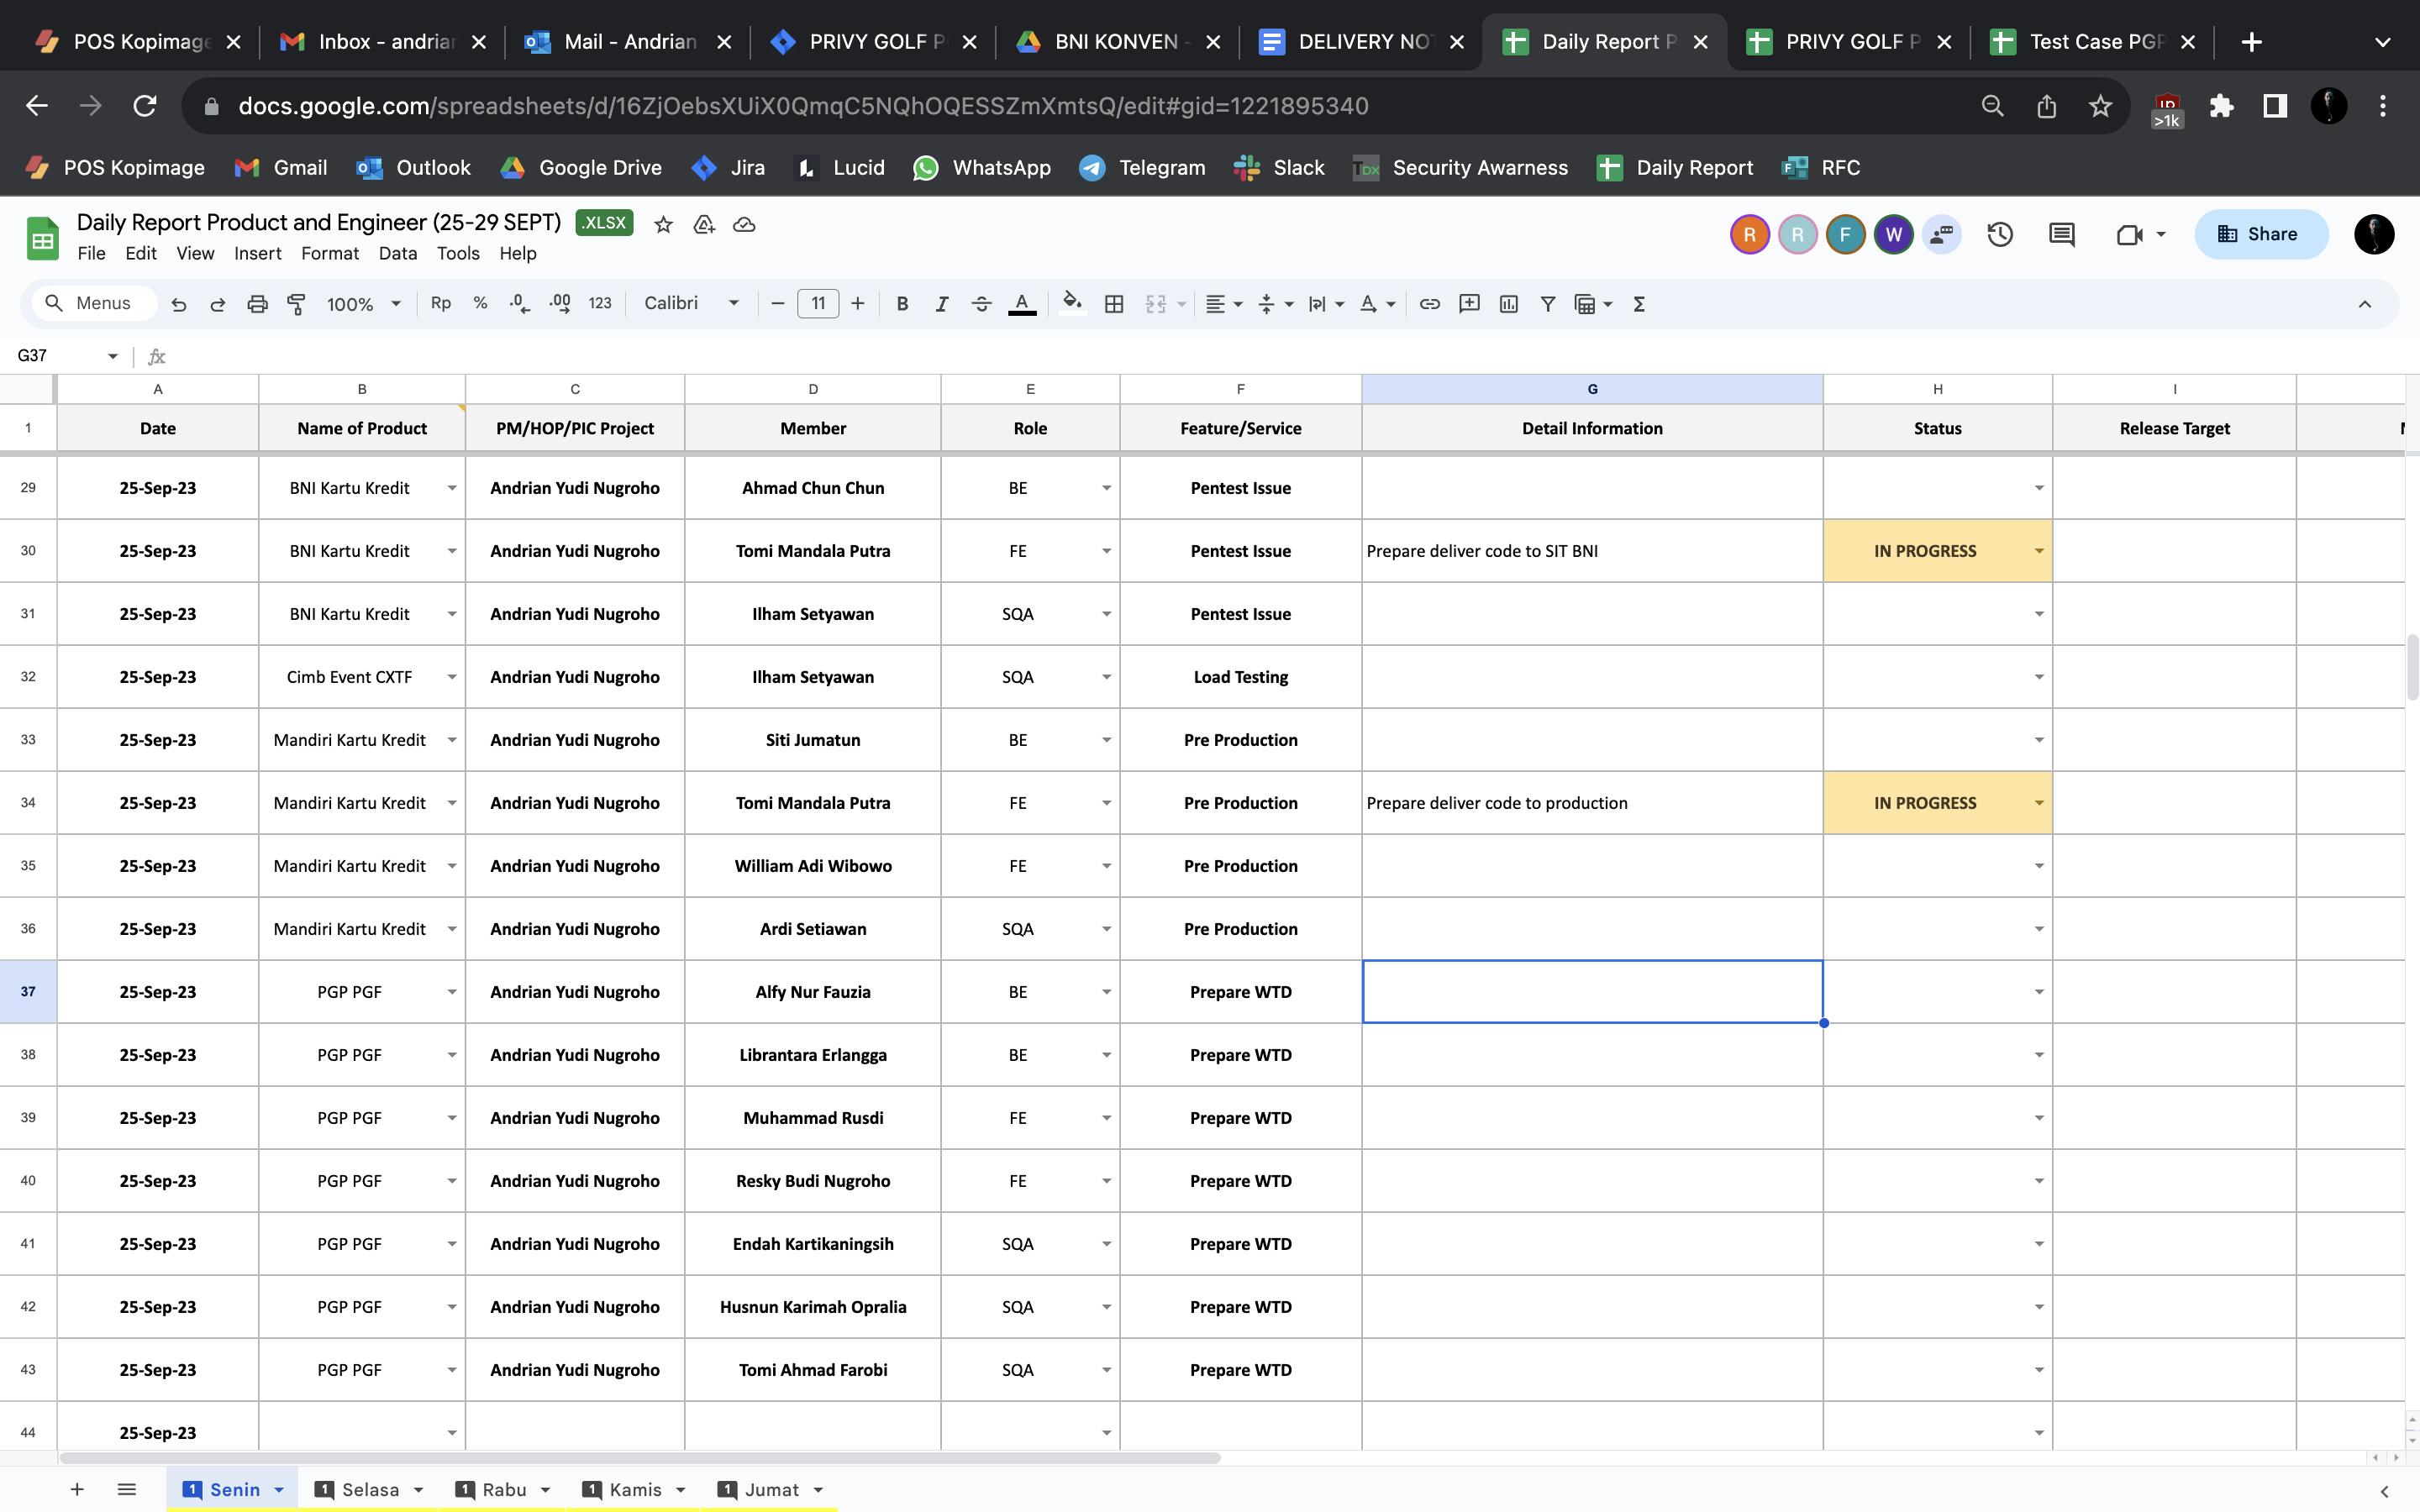 POS Kopimage
Inbox - andrian
Mail - Andrian
PRIVY GOLF P
BNI KONVEN -
DELIVERY NOT
Daily Report P
PRIVY GOLF P
Test Case PGP
docs.google.com/spreadsheets/d/16ZjOebsXUiX0QmqC5NQhOQESSZmXmtsQ/edit#gid=1221895340
>1k
POS Kopimage Gmail Outlook Google Drive Jira Lucid WhatsApp Telegram Slack Security Awarness Daily Report RFC
Daily Report Product and Engineer (25-29 SEPT) .XLSX
R R F W Share
File Edit View Insert Format Data Tools Help
Menus 100% Rp % .0 .00 123 Calibri 11 B I A
G37 fx
A B C D E F G H I
1 Date Name of Product PM/HOP/PIC Project Member Role Feature/Service Detail Information Status Release Target
29 25-Sep-23 BNI Kartu Kredit Andrian Yudi Nugroho Ahmad Chun Chun BE Pentest Issue
30 25-Sep-23 BNI Kartu Kredit Andrian Yudi Nugroho Tomi Mandala Putra FE Pentest Issue Prepare deliver code to SIT BNI IN PROGRESS
31 25-Sep-23 BNI Kartu Kredit Andrian Yudi Nugroho Ilham Setyawan SQA Pentest Issue
32 25-Sep-23 Cimb Event CXTF Andrian Yudi Nugroho Ilham Setyawan SQA Load Testing
33 25-Sep-23 Mandiri Kartu Kredit Andrian Yudi Nugroho Siti Jumatun BE Pre Production
34 25-Sep-23 Mandiri Kartu Kredit Andrian Yudi Nugroho Tomi Mandala Putra FE Pre Production Prepare deliver code to production IN PROGRESS
35 25-Sep-23 Mandiri Kartu Kredit Andrian Yudi Nugroho William Adi Wibowo FE Pre Production
36 25-Sep-23 Mandiri Kartu Kredit Andrian Yudi Nugroho Ardi Setiawan SQA Pre Production
37 25-Sep-23 PGP PGF Andrian Yudi Nugroho Alfy Nur Fauzia BE Prepare WTD
38 25-Sep-23 PGP PGF Andrian Yudi Nugroho Librantara Erlangga BE Prepare WTD
39 25-Sep-23 PGP PGF Andrian Yudi Nugroho Muhammad Rusdi FE Prepare WTD
40 25-Sep-23 PGP PGF Andrian Yudi Nugroho Resky Budi Nugroho FE Prepare WTD
41 25-Sep-23 PGP PGF Andrian Yudi Nugroho Endah Kartikaningsih SQA Prepare WTD
42 25-Sep-23 PGP PGF Andrian Yudi Nugroho Husnun Karimah Opralia SQA Prepare WTD
43 25-Sep-23 PGP PGF Andrian Yudi Nugroho Tomi Ahmad Farobi SQA Prepare WTD
44 25-Sep-23
1 Senin 1 Selasa 1 Rabu 1 Kamis 1 Jumat